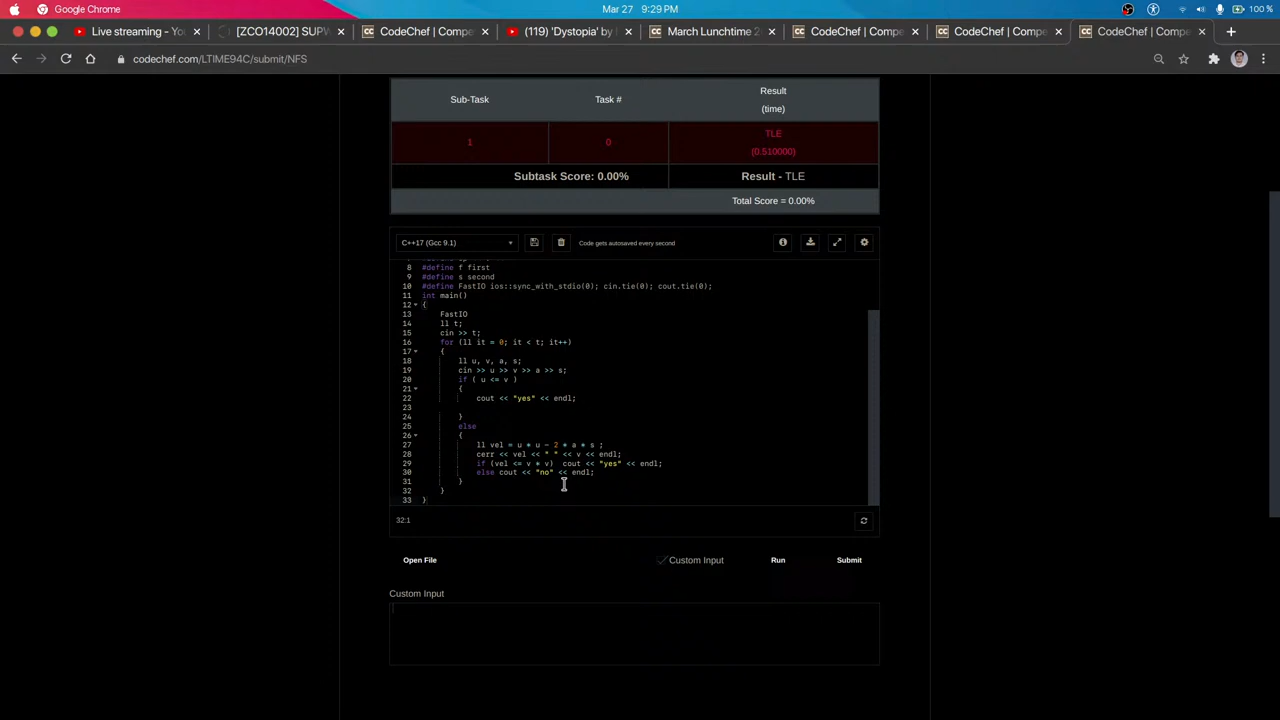 Google Chrome
Mar 27 9:29 PM
100 %
Live streaming - Yo
[ZCO14002] SUPW
CodeChef | Compe
(119) 'Dystopia' by
March Lunchtime 2
CodeChef | Compe
CodeChef | Compe
CodeChef | Compe
codechef.com/LTIME94C/submit/NFS
Sub-Task
Task #
Result
(time)
1
0
TLE
(0.510000)
Subtask Score: 0.00%
Result - TLE
Total Score = 0.00%
C++17 (Gcc 9.1)
Code gets autosaved every second
8 #define f first
9 #define s second
10 #define FastIO ios::sync_with_stdio(0); cin.tie(0); cout.tie(0);
11 int main()
12 {
13 FastIO
14 ll t;
15 cin >> t;
16 for (ll it = 0; it < t; it++)
17 {
18 ll u, v, a, s;
19 cin >> u >> v >> a >> s;
20 if ( u <= v )
21 {
22 cout << "yes" << endl;
23
24 }
25 else
26 {
27 ll vel = u * u - 2 * a * s ;
28 cerr << vel << " " << v << endl;
29 if (vel <= v * v) cout << "yes" << endl;
30 else cout << "no" << endl;
31 }
32 }
33 }
32:1
Open File
Custom Input
Run
Submit
Custom Input